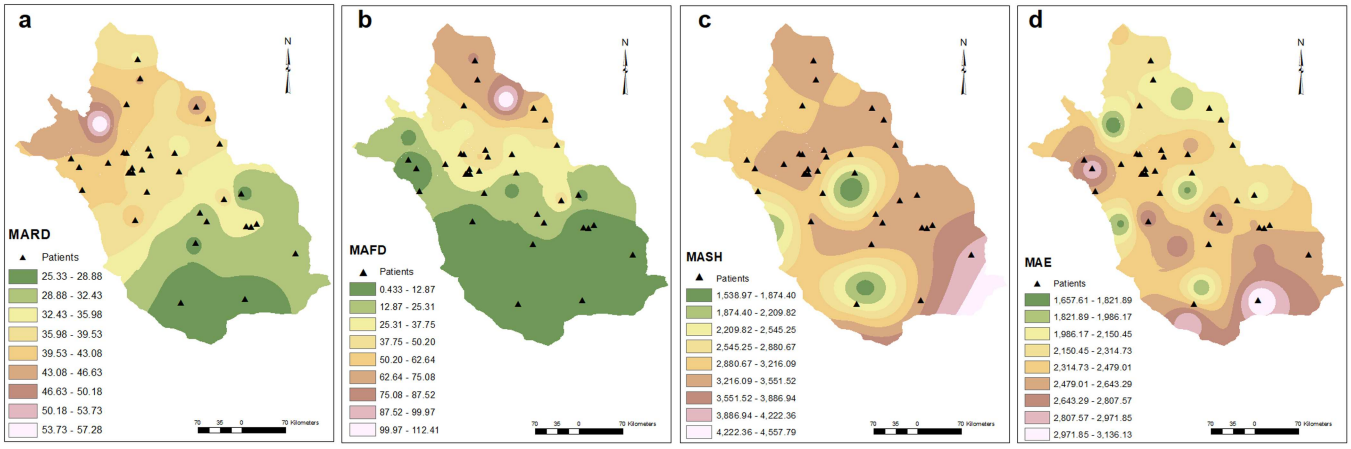 a
N
MARD
Patients
25.33 - 28.88
28.88 - 32.43
32.43 - 35.98
35.98 - 39.53
39.53 - 43.08
43.08 - 46.63
46.63 - 50.18
50.18 - 53.73
53.73 - 57.28
70 35 0 70 Kilometers
b
N
MAFD
Patients
0.433 - 12.87
12.87 - 25.31
25.31 - 37.75
37.75 - 50.20
50.20 - 62.64
62.64 - 75.08
75.08 - 87.52
87.52 - 99.97
99.97 - 112.41
70 35 0 70 Kilometers
c
N
MASH
Patients
1,538.97 - 1,874.40
1,874.40 - 2,209.82
2,209.82 - 2,545.25
2,545.25 - 2,880.67
2,880.67 - 3,216.09
3,216.09 - 3,551.52
3,551.52 - 3,886.94
3,886.94 - 4,222.36
4,222.36 - 4,557.79
70 35 0 70 Kilometers
d
N
MAE
Patients
1,657.61 - 1,821.89
1,821.89 - 1,986.17
1,986.17 - 2,150.45
2,150.45 - 2,314.73
2,314.73 - 2,479.01
2,479.01 - 2,643.29
2,643.29 - 2,807.57
2,807.57 - 2,971.85
2,971.85 - 3,136.13
70 35 0 70 Kilometers